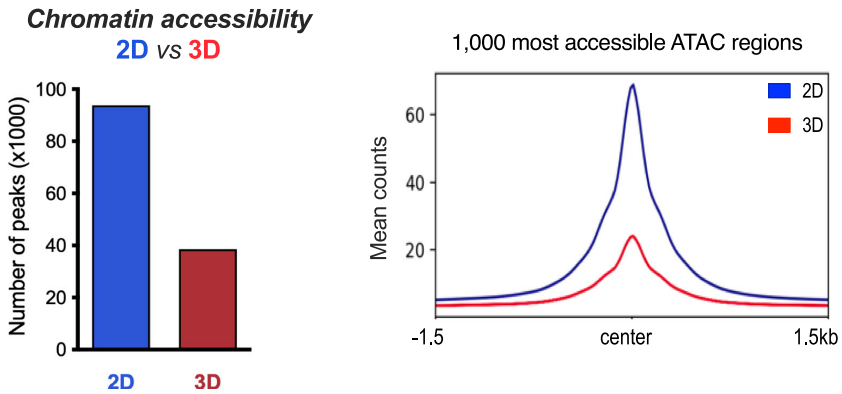 Chromatin accessibility
2D vs 3D
Number of peaks (x1000)
100
80
60
40
20
0
2D
3D
1,000 most accessible ATAC regions
Mean counts
60
40
20
2D
3D
-1.5
center
1.5kb